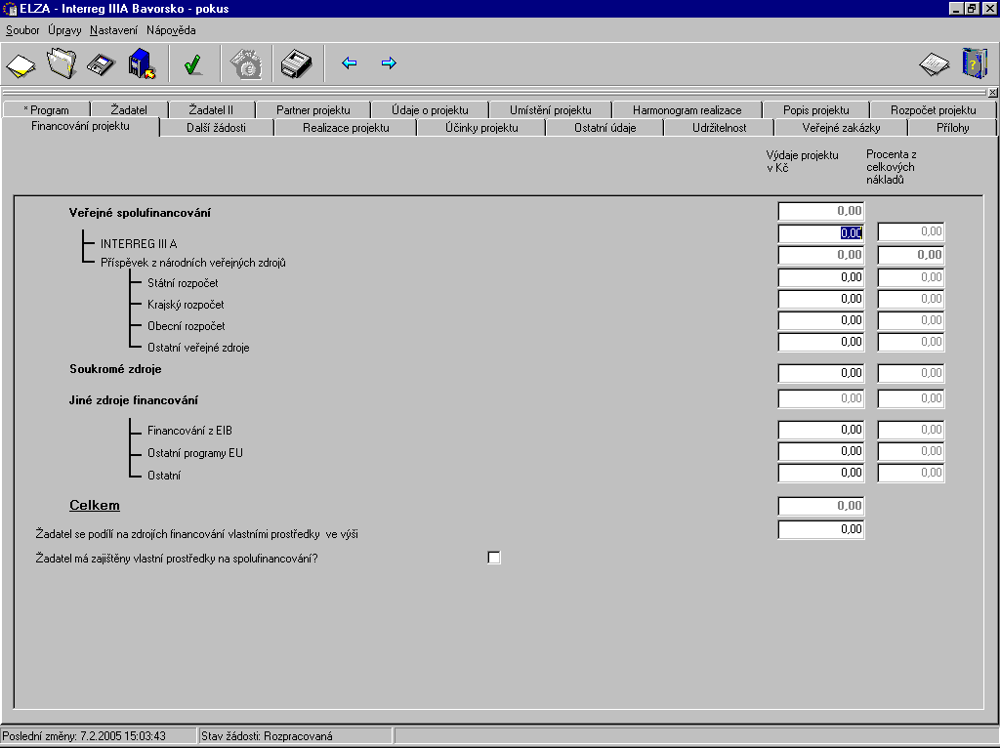 ELZA - Interreg IIIA Bavorsko - pokus
Soubor Úpravy Nastavení Nápověda
* Program Žadatel Žadatel II Partner projektu Údaje o projektu Umístění projektu Harmonogram realizace Popis projektu Rozpočet projektu
Financování projektu Další žádosti Realizace projektu Účinky projektu Ostatní údaje Udržitelnost Veřejné zakázky Přílohy
Výdaje projektu
v Kč
Procenta z
celkových
nákladů
Veřejné spolufinancování 0,00
INTERREG III A 0,00 0,00
Příspěvek z národních veřejných zdrojů 0,00 0,00
Státní rozpočet 0,00 0,00
Krajský rozpočet 0,00 0,00
Obecní rozpočet 0,00 0,00
Ostatní veřejné zdroje 0,00 0,00
Soukromé zdroje 0,00 0,00
Jiné zdroje financování 0,00 0,00
Financování z EIB 0,00 0,00
Ostatní programy EU 0,00 0,00
Ostatní 0,00 0,00
Celkem 0,00
Žadatel se podílí na zdrojích financování vlastními prostředky ve výši 0,00
Žadatel má zajištěny vlastní prostředky na spolufinancování?
Poslední změny: 7.2.2005 15:03:43 Stav žádosti: Rozpracovaná